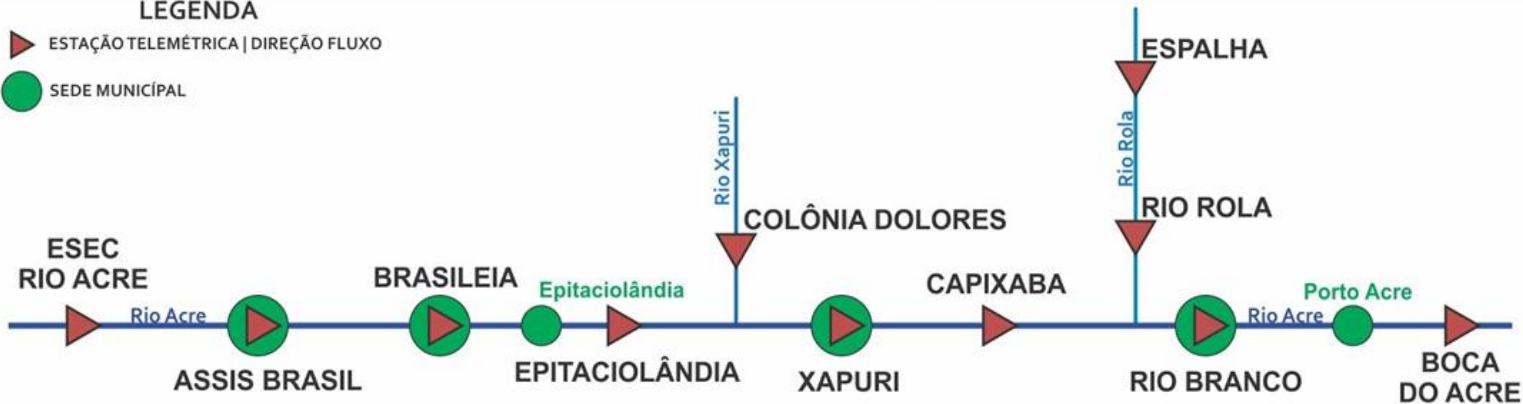 LEGENDA
ESTAÇÃO TELEMÉTRICA | DIREÇÃO FLUXO
SEDE MUNICÍPAL
ESPALHA
Rio Xapuri
Rio Rola
COLÔNIA DOLORES
RIO ROLA
ESEC
RIO ACRE
BRASILEIA
Epitaciolândia
CAPIXABA
Porto Acre
Rio Acre
Rio Acre
ASSIS BRASIL
EPITACIOLÂNDIA
XAPURI
RIO BRANCO
BOCA
DO ACRE